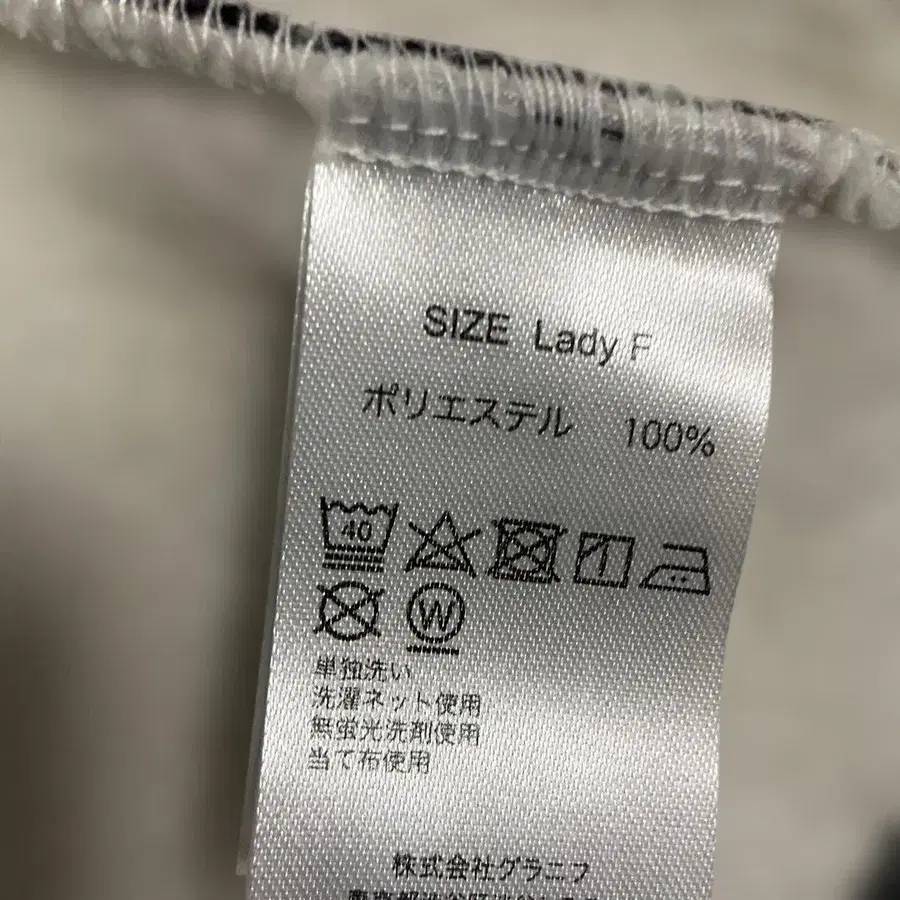 SIZE Lady F
ポリエステル 100%
40
W
単独洗い
洗濯ネット使用
無蛍光洗剤使用
当て布使用
株式会社グラニフ